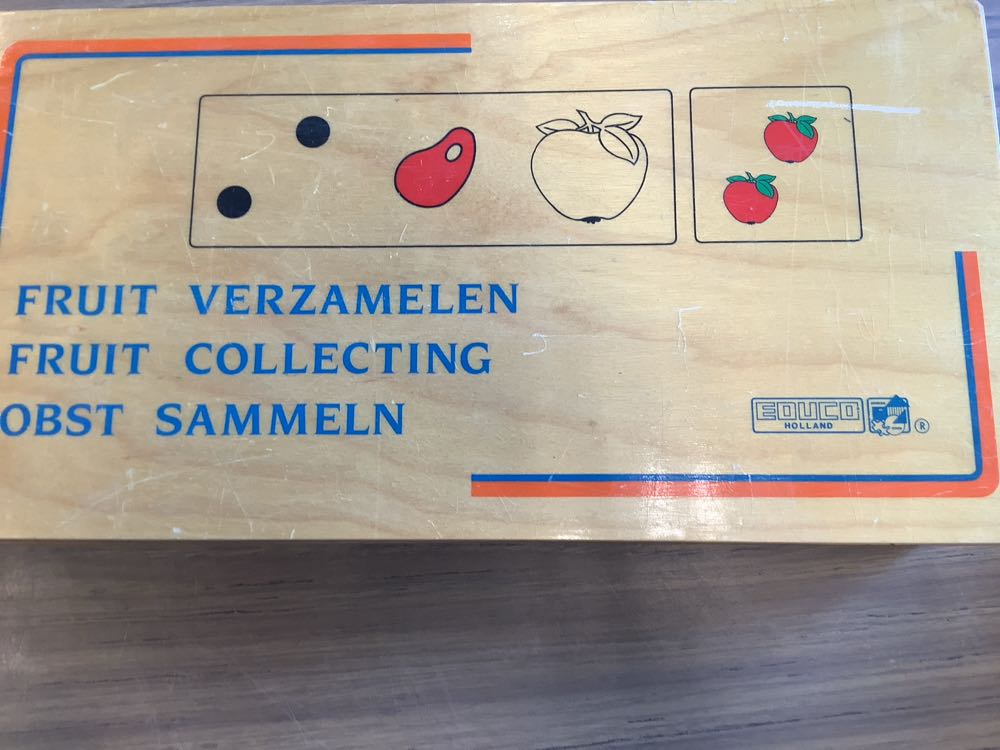 FRUIT VERZAMELEN
FRUIT COLLECTING
OBST SAMMELN
EDUCO
HOLLAND
®